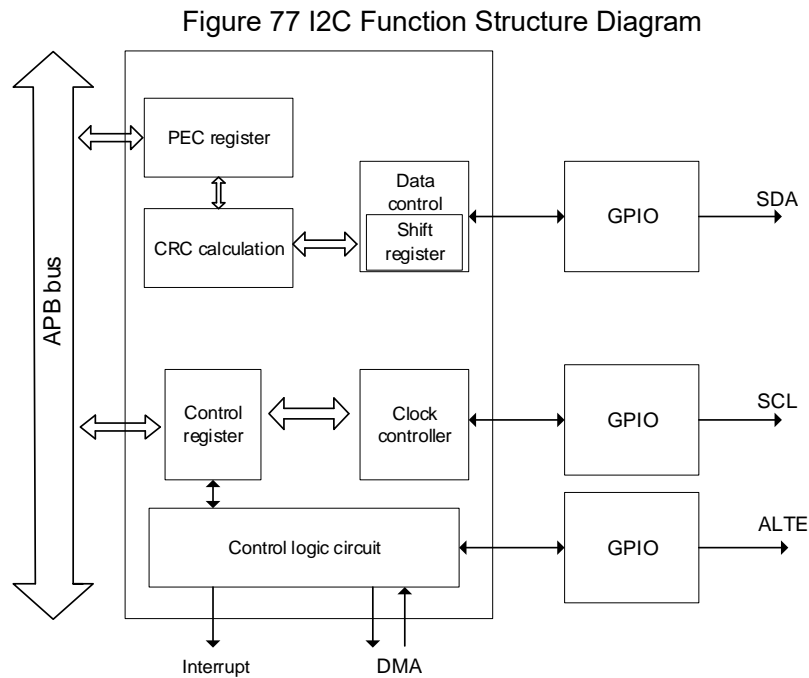 Figure 77 I2C Function Structure Diagram
APB bus
PEC register
CRC calculation
Data
control
Shift
register
GPIO
SDA
Control
register
Clock
controller
GPIO
SCL
Control logic circuit
GPIO
ALTE
Interrupt
DMA